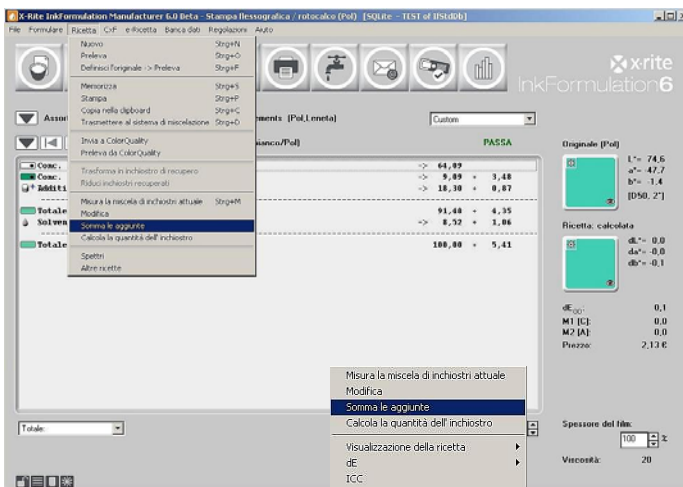 X-Rite InkFormulation Manufacturer 6.0 Beta - Stampa flessografica / rotocalco (Pol) [SQLite - TEST of IFStdDb]
File Formulare Ricetta CxF e-Ricetta Banca dati Regolazioni Aiuto
Nuovo Strg+N
Preleva Strg+O
Definisci l'originale -> Preleva Strg+F
Memorizza Strg+S
Stampa Strg+P
Copia nella clipboard Strg+C
Trasmettere al sistema di miscelazione Strg+D
Invia a ColorQuality
Preleva da ColorQuality
Trasforma in inchiostro di recupero
Riduci inchiostri recuperati
Misura la miscela di inchiostri attuale Strg+M
Modifica
Somma le aggiunte
Calcola la quantità dell' inchiostro
Spettri
Altre ricette
x-rite
InkFormulation6
Assor ments (Pol,Leneta) Custom
ianco/Pol) PASSA
Conc. -> 64,09
Conc. -> 9,09 + 3,48
Additi -> 18,30 + 0,87
Totale 91,48 + 4,35
Solven -> 8,52 + 1,06
Totale 100,00 + 5,41
Originale (Pol)
L*= 74,6
a*= -47,7
b*= -1,4
[D50, 2°]
Ricetta: calcolata
dL*= 0,0
da*= -0,0
db*= -0,1
dE00: 0,1
M1 [C]: 0,0
M2 [A]: 0,0
Prezzo: 2,13 €
Misura la miscela di inchiostri attuale
Modifica
Somma le aggiunte
Calcola la quantità dell' inchiostro
Visualizzazione della ricetta
dE
ICC
Totale:
Spessore del film:
100 %
Viscosità: 20